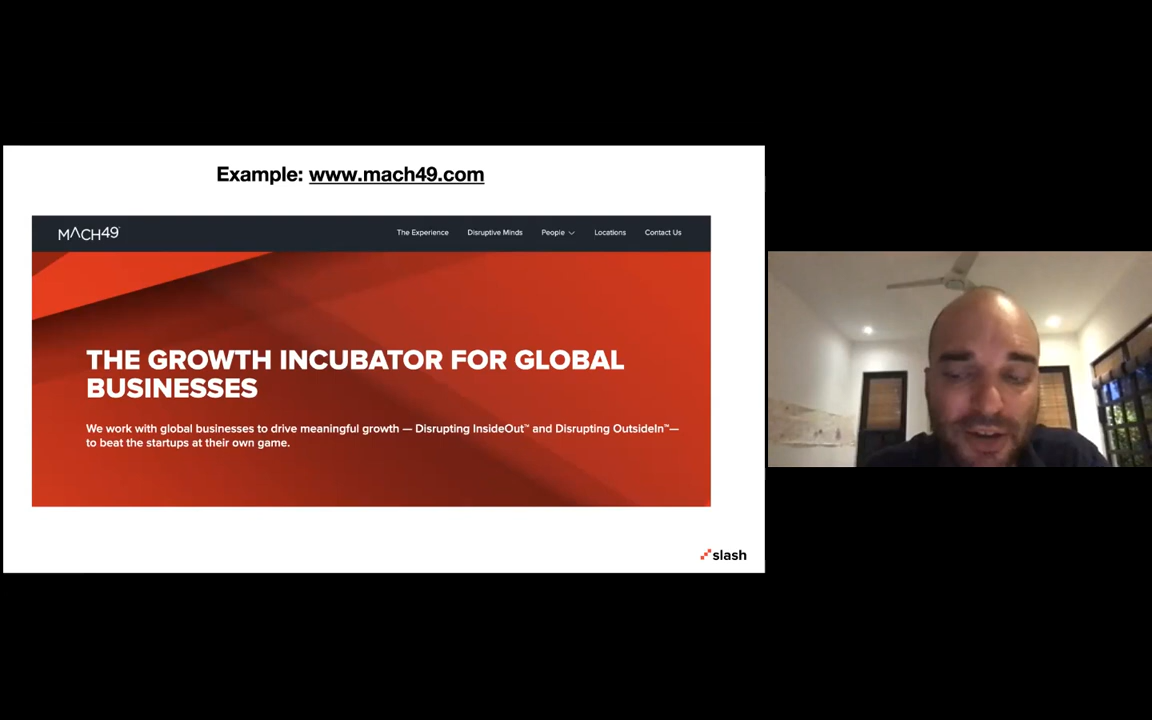 Example: www.mach49.com
MACH49
The Experience Disruptive Minds People Locations Contact Us
THE GROWTH INCUBATOR FOR GLOBAL
BUSINESSES
We work with global businesses to drive meaningful growth — Disrupting InsideOut™ and Disrupting OutsideIn™—
to beat the startups at their own game.
slash